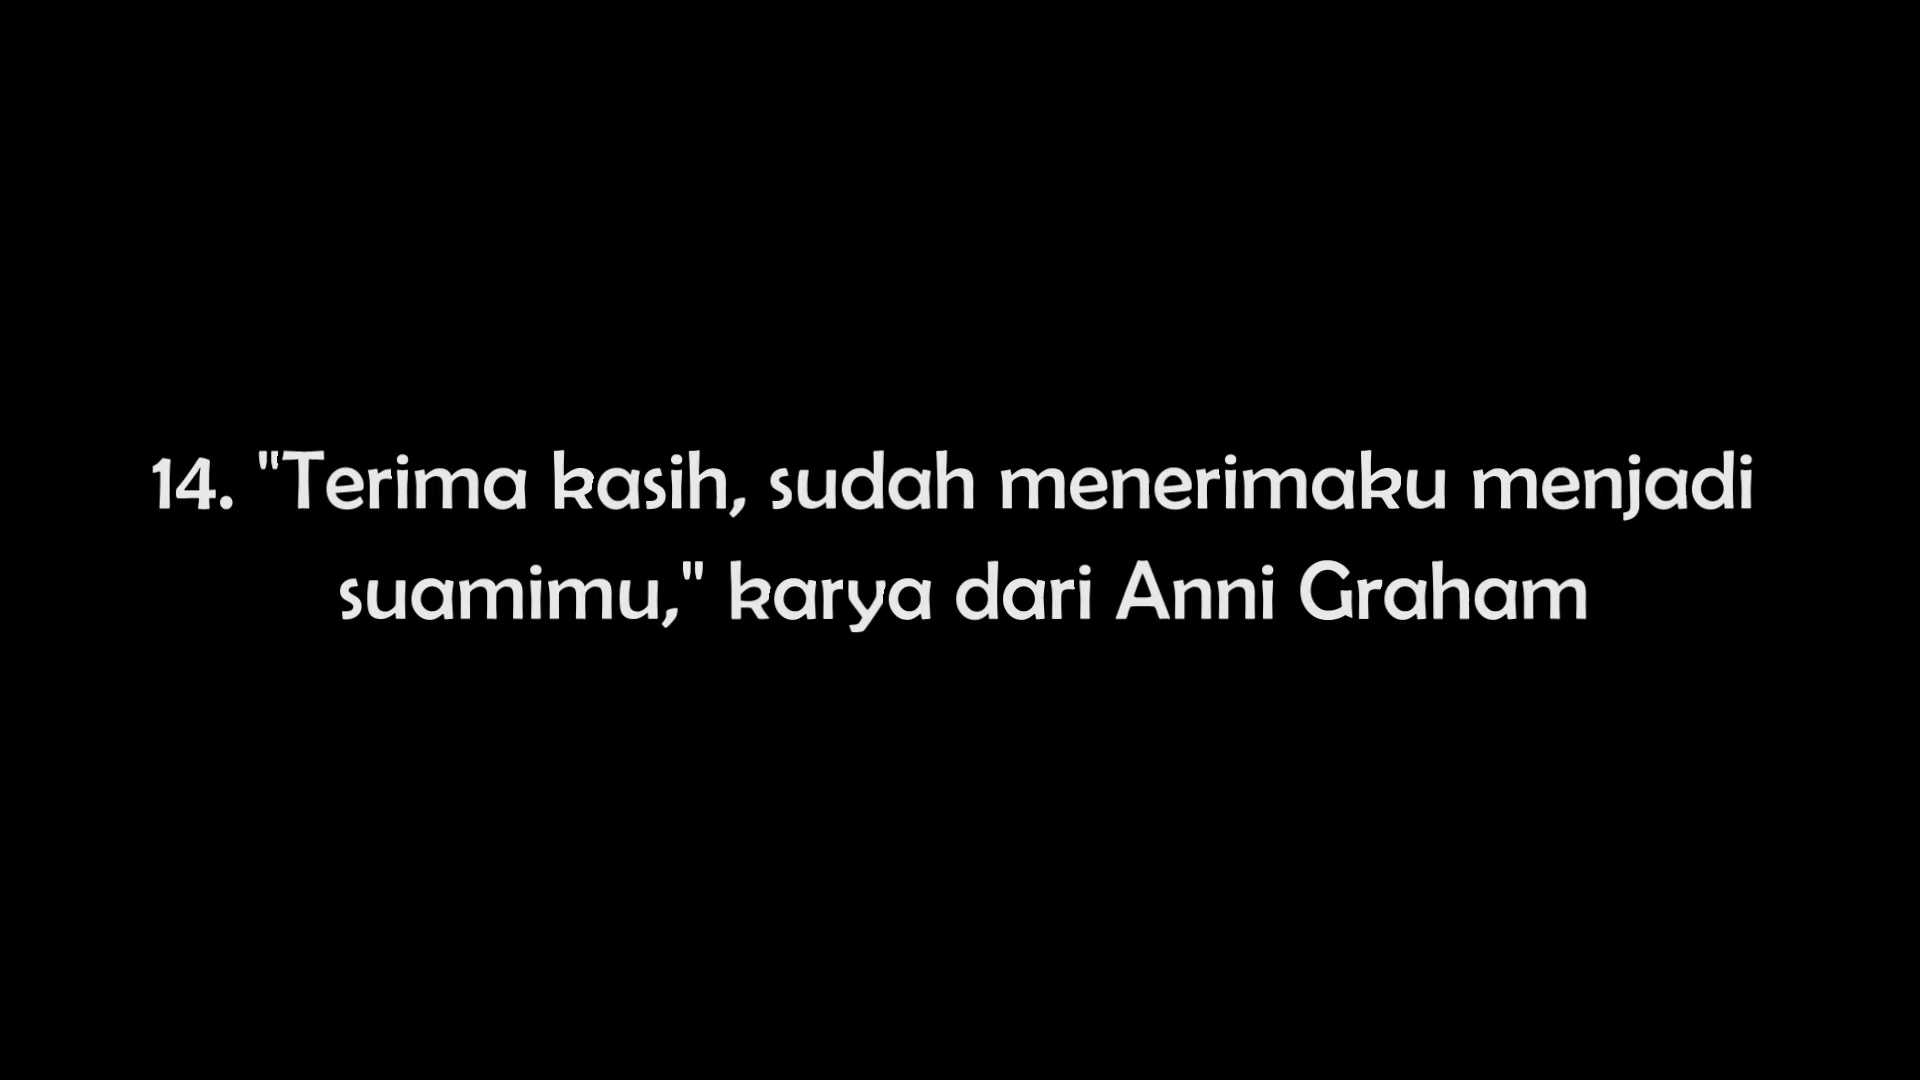 14. "Terima kasih, sudah menerimaku menjadi
suamimu," karya dari Anni Graham